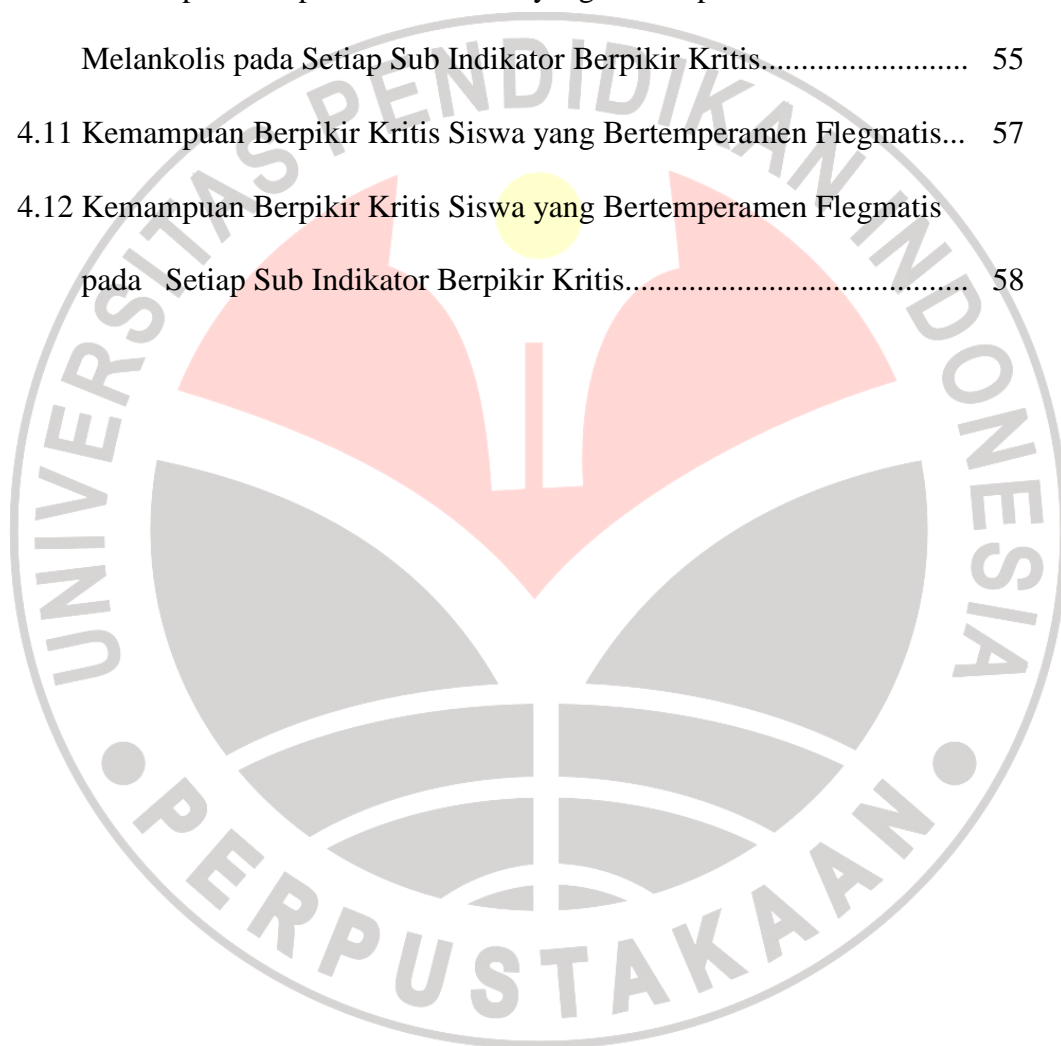 Melankolis pada Setiap Sub Indikator Berpikir Kritis.......................... 55
4.11 Kemampuan Berpikir Kritis Siswa yang Bertemperamen Flegmatis... 57
4.12 Kemampuan Berpikir Kritis Siswa yang Bertemperamen Flegmatis
pada Setiap Sub Indikator Berpikir Kritis....................................... 58
UNIVERSITAS PENDIDIKAN INDONESIA
PERPUSTAKAAN